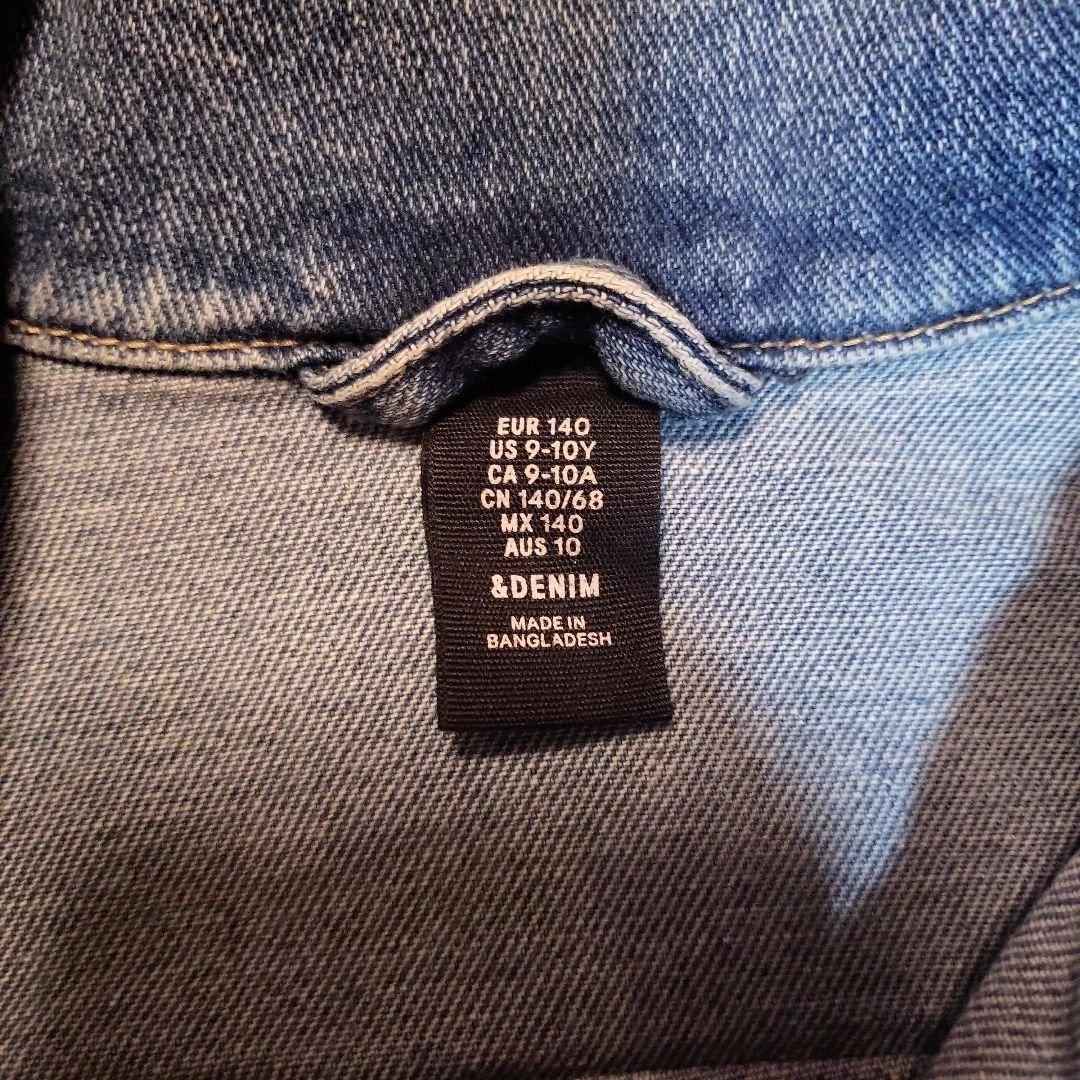 EUR 140
US 9-10Y
CA 9-10A
CN 140/68
MX 140
AUS 10
&DENIM
MADE IN
BANGLADESH